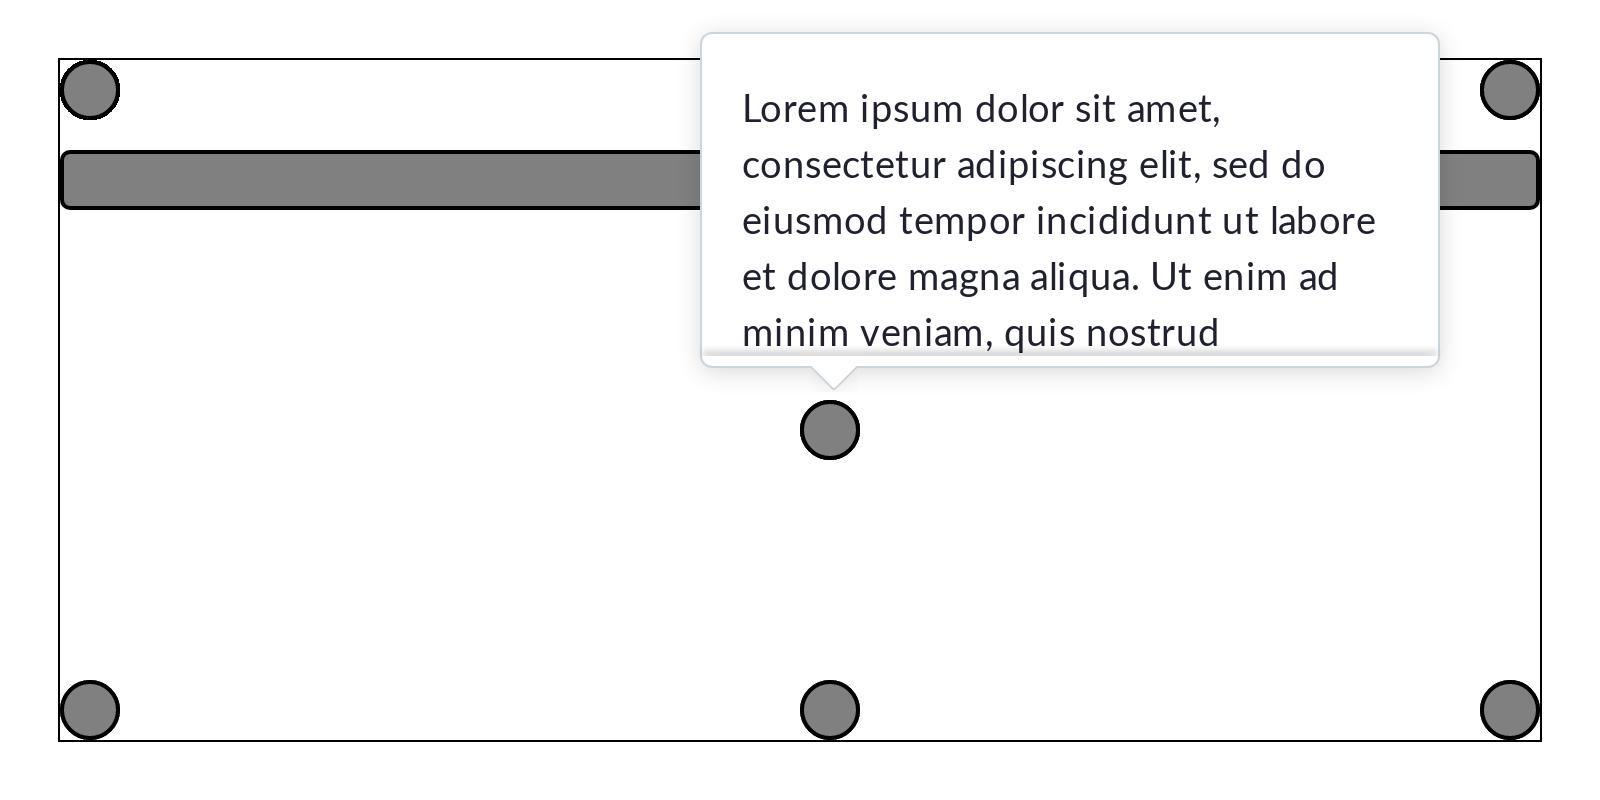 Lorem ipsum dolor sit amet,
consectetur adipiscing elit, sed do
eiusmod tempor incididunt ut labore
et dolore magna aliqua. Ut enim ad
minim veniam, quis nostrud